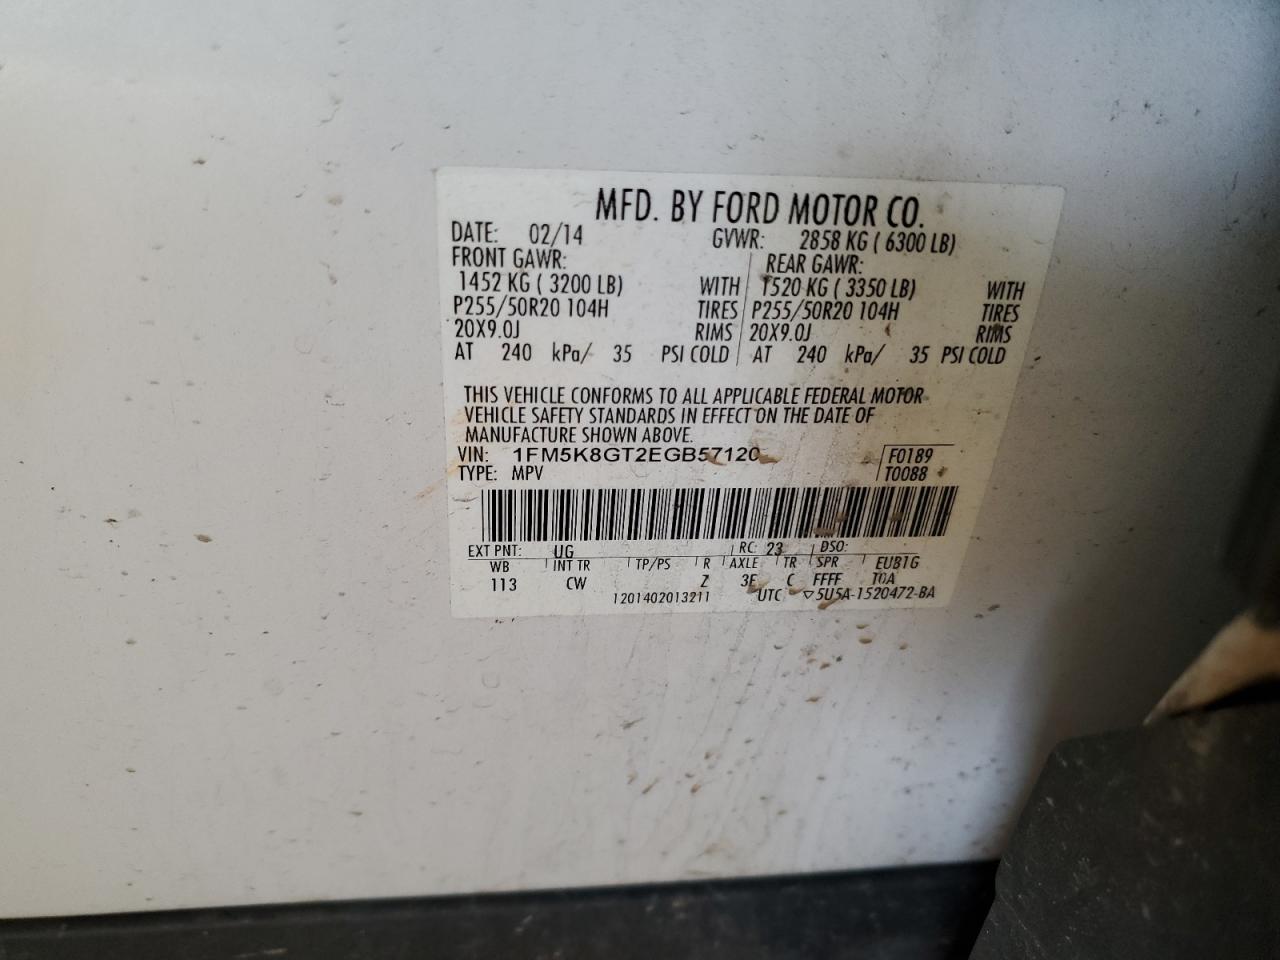 MFD. BY FORD MOTOR CO.
DATE: 02/14 GVWR: 2858 KG ( 6300 LB)
FRONT GAWR: REAR GAWR:
1452 KG ( 3200 LB) WITH 1520 KG ( 3350 LB) WITH
P255/50R20 104H TIRES P255/50R20 104H TIRES
20X9.0J RIMS 20X9.0J RIMS
AT 240 kPa/ 35 PSI COLD AT 240 kPa/ 35 PSI COLD
THIS VEHICLE CONFORMS TO ALL APPLICABLE FEDERAL MOTOR
VEHICLE SAFETY STANDARDS IN EFFECT ON THE DATE OF
MANUFACTURE SHOWN ABOVE.
VIN: 1FM5K8GT2EGB57120 F0189
TYPE: MPV T0088
EXT PNT: UG RC: 23 DSO:
WB INT TR TP/PS R AXLE TR SPR EUB1G
113 CW Z 3E C FFFF T0A
1201402013211 UTC ▽5U5A-1520472-BA